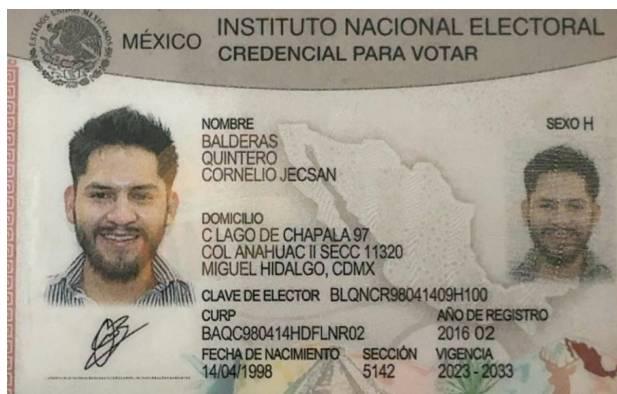 MÉXICO
INSTITUTO NACIONAL ELECTORAL
CREDENCIAL PARA VOTAR
NOMBRE
BALDERAS
QUINTERO
CORNELIO JECSAN
SEXO H
DOMICILIO
C LAGO DE CHAPALA 97
COL ANAHUAC II SECC 11320
MIGUEL HIDALGO, CDMX
CLAVE DE ELECTOR BLQNCR98041409H100
CURP
BAQC980414HDFLNR02
AÑO DE REGISTRO
2016 02
FECHA DE NACIMIENTO
14/04/1998
SECCIÓN
5142
VIGENCIA
2023 - 2033